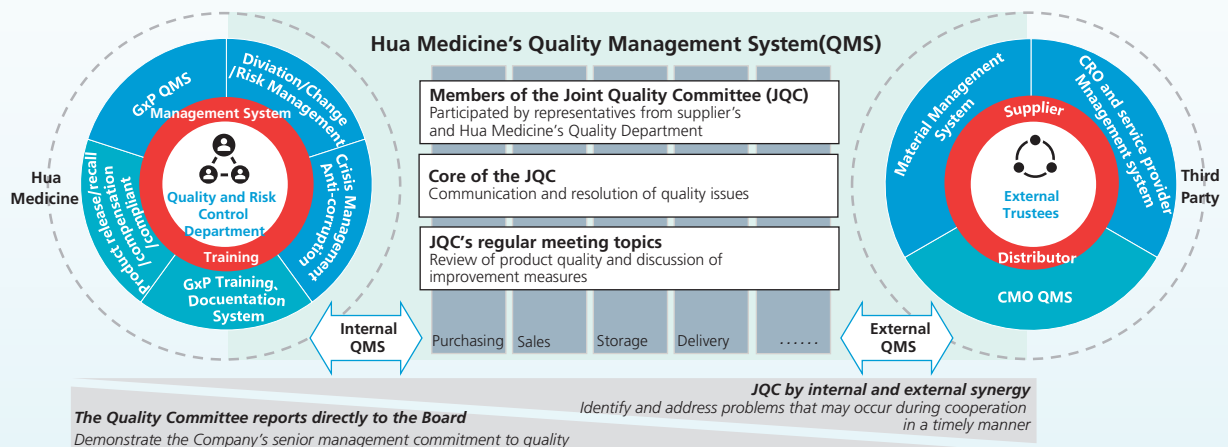 Hua Medicine's Quality Management System(QMS)
Hua
Medicine
GxP QMS
Diviation/Change
/Risk Management
Crisis Management
Anti-corruption
GxP Training、
Docuentation
System
Product release/recall
/compensation
/compliant
Management System
Quality and Risk
Control
Department
Training
Members of the Joint Quality Committee (JQC)
Participated by representatives from supplier's
and Hua Medicine's Quality Department
Core of the JQC
Communication and resolution of quality issues
JQC's regular meeting topics
Review of product quality and discussion of
improvement measures
Purchasing
Sales
Storage
Delivery
......
Internal
QMS
External
QMS
Material Management
System
CRO and service provider
Mnaagement system
CMO QMS
Supplier
External
Trustees
Distributor
Third
Party
JQC by internal and external synergy
Identify and address problems that may occur during cooperation
in a timely manner
The Quality Committee reports directly to the Board
Demonstrate the Company's senior management commitment to quality